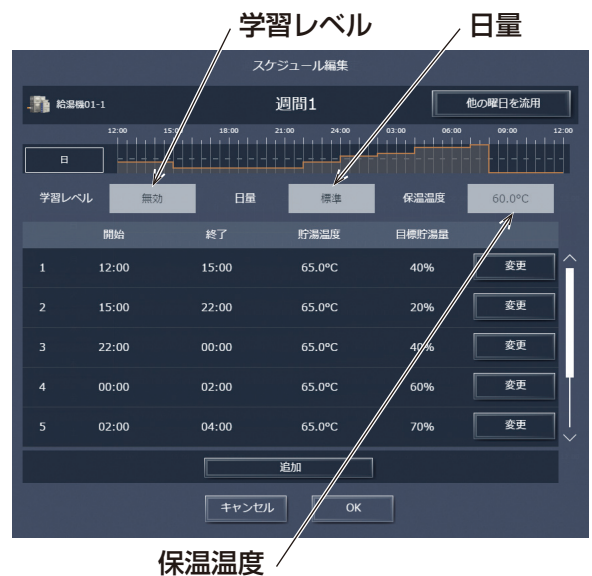 学習レベル 日量
スケジュール編集
給湯機01-1 週間1 他の曜日を流用
12:00 15:00 18:00 21:00 24:00 03:00 06:00 09:00 12:00
日
学習レベル 無効 日量 標準 保温温度 60.0℃
開始 終了 貯湯温度 目標貯湯量
1 12:00 15:00 65.0℃ 40% 変更
2 15:00 22:00 65.0℃ 20% 変更
3 22:00 00:00 65.0℃ 40% 変更
4 00:00 02:00 65.0℃ 60% 変更
5 02:00 04:00 65.0℃ 70% 変更
追加
キャンセル OK
保温温度